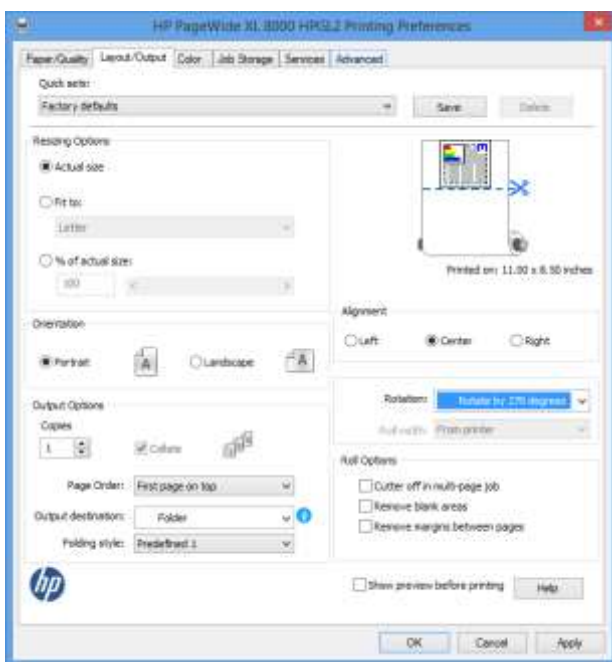 HP PageWide XL 8000 HPGL2 Printing Preferences
Paper/Quality Layout/Output Color Job Storage Services Advanced
Quick sets:
Factory defaults Save Delete
Resizing Options
Actual size
Fit to:
Letter
% of actual size:
100
Printed on: 11.00 x 8.50 inches
Alignment
Left Center Right
Orientation
Portrait A Landscape A
Rotation: Rotate by 270 degrees
Roll width: From printer
Output Options
Copies
1 Collate
Roll Options
Cutter off in multi-page job
Remove blank areas
Remove margins between pages
Page Order: First page on top
Output destination: Folder
Folding style: Predefined 1
hp
Show preview before printing Help
OK Cancel Apply